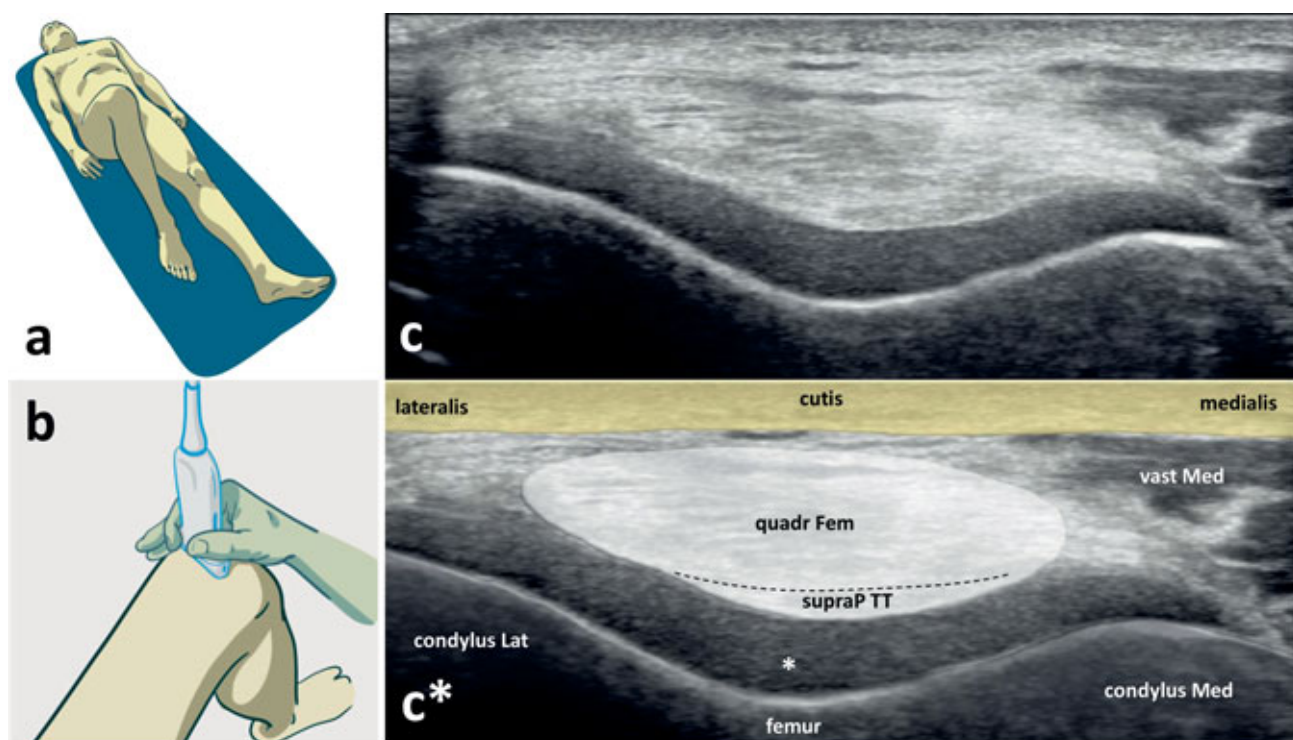 a
c
b
lateralis
cutis
medialis
vast Med
quadr Fem
supraP TT
condylus Lat
*
c*
femur
condylus Med